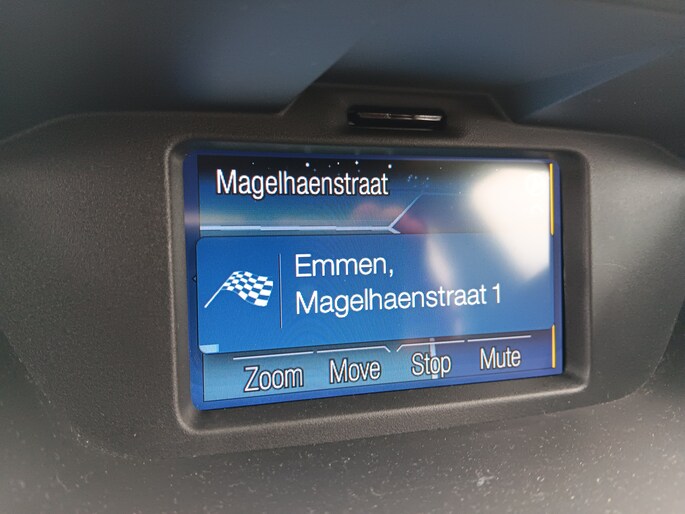 Magelhaenstraat
Emmen,
Magelhaenstraat 1
Zoom Move Stop Mute